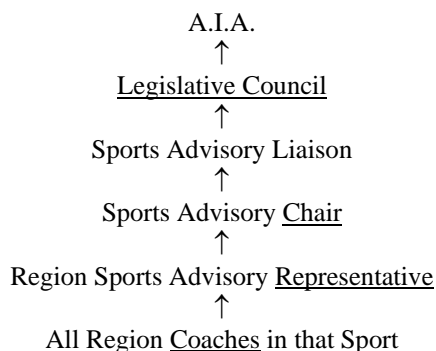 A.I.A.
↑
Legislative Council
↑
Sports Advisory Liaison
↑
Sports Advisory Chair
↑
Region Sports Advisory Representative
↑
All Region Coaches in that Sport